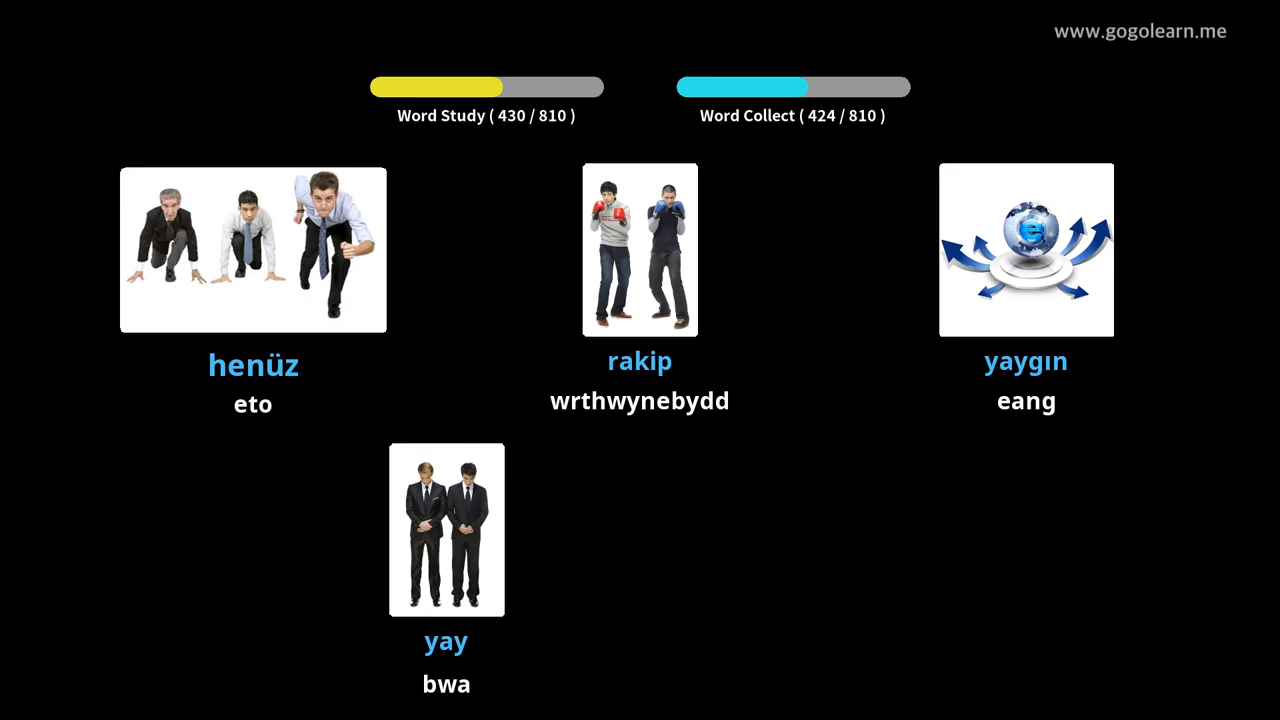 www.gogolearn.me
Word Study ( 430 / 810 )
Word Collect ( 424 / 810 )
henüz
eto
rakip
wrthwynebydd
yaygın
eang
yay
bwa